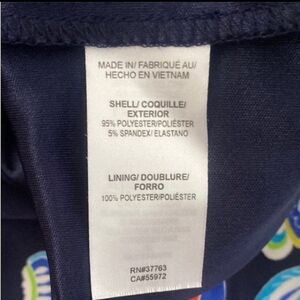 MADE IN/ FABRIQUÉ AU/
HECHO EN VIETNAM
SHELL/ COQUILLE/
EXTERIOR
95% POLYESTER/POLIÉSTER
5% SPANDEX/ ELASTANO
LINING/ DOUBLURE/
FORRO
100% POLYESTER/POLIÉSTER
RN#37763
CA#55972